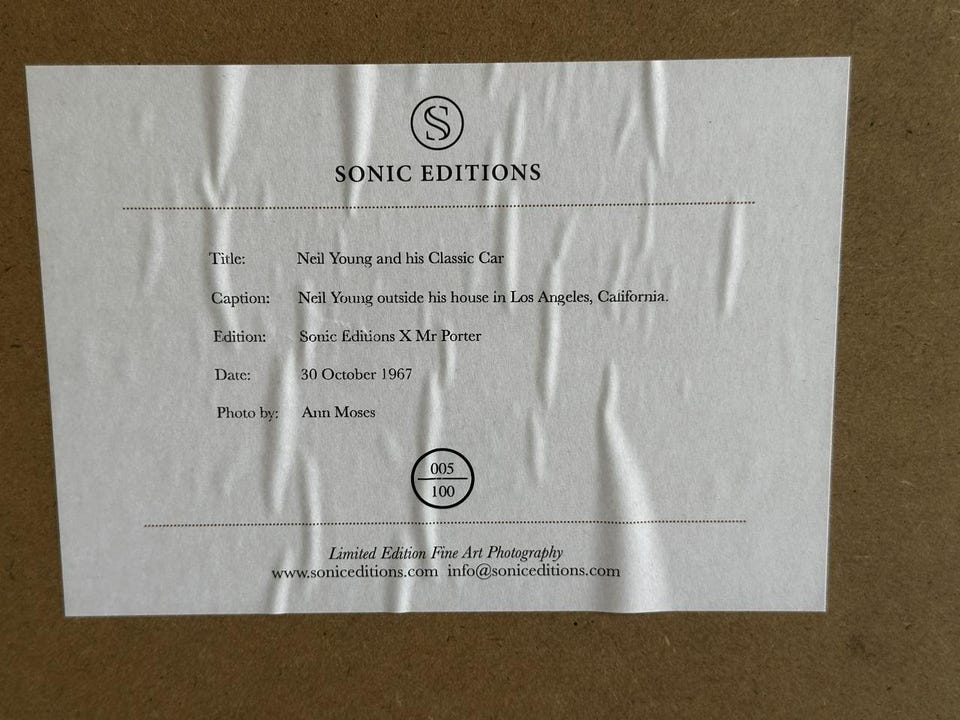 S
SONIC EDITIONS
Title: Neil Young and his Classic Car
Caption: Neil Young outside his house in Los Angeles, California.
Edition: Sonic Editions X Mr Porter
Date: 30 October 1967
Photo by: Ann Moses
005
100
Limited Edition Fine Art Photography
www.soniceditions.com info@soniceditions.com